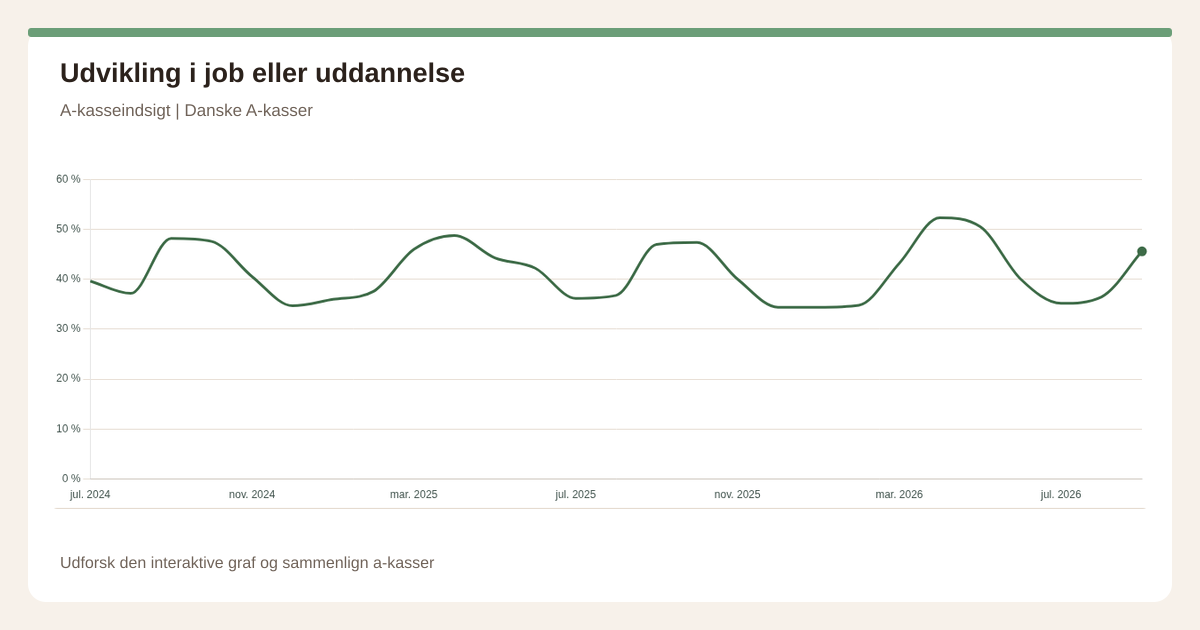 Udvikling i job eller uddannelse
A-kasseindsigt | Danske A-kasser
60 %
50 %
40 %
30 %
20 %
10 %
0 %
jul. 2024 nov. 2024 mar. 2025 jul. 2025 nov. 2025 mar. 2026 jul. 2026
Udforsk den interaktive graf og sammenlign a-kasser